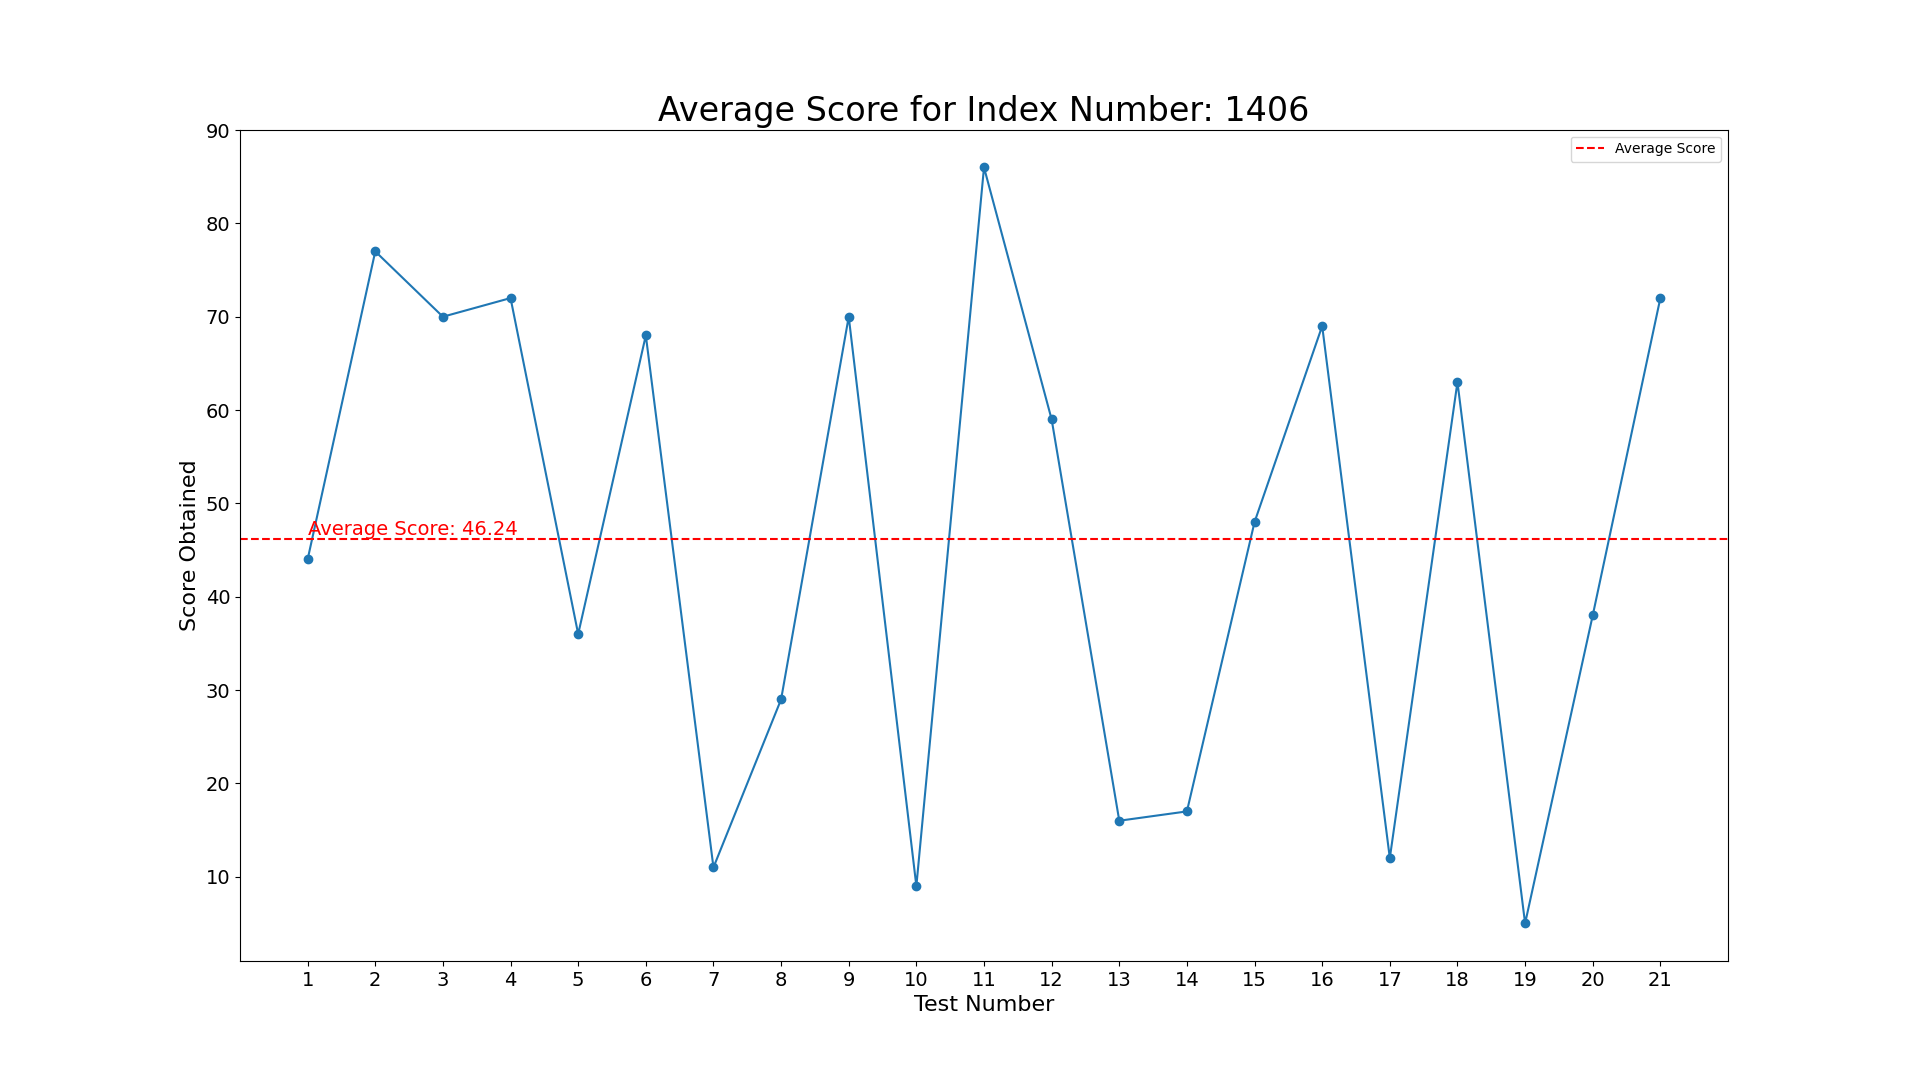 Average Score for Index Number: 1406
90
80
70
60
50
40
30
20
10
Score Obtained
Average Score
Average Score: 46.24
1 2 3 4 5 6 7 8 9 10 11 12 13 14 15 16 17 18 19 20 21
Test Number